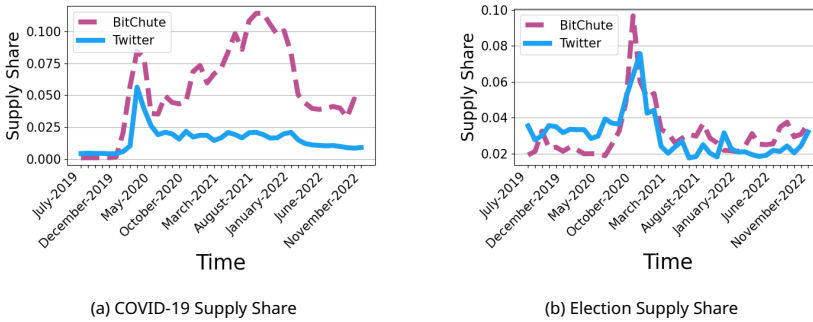 BitChute
Twitter
0.100
0.075
0.050
0.025
0.000
Supply Share
July-2019
December-2019
May-2020
October-2020
March-2021
August-2021
January-2022
June-2022
November-2022
Time
(a) COVID-19 Supply Share
BitChute
Twitter
0.10
0.08
0.06
0.04
0.02
Supply Share
July-2019
December-2019
May-2020
October-2020
March-2021
August-2021
January-2022
June-2022
November-2022
Time
(b) Election Supply Share